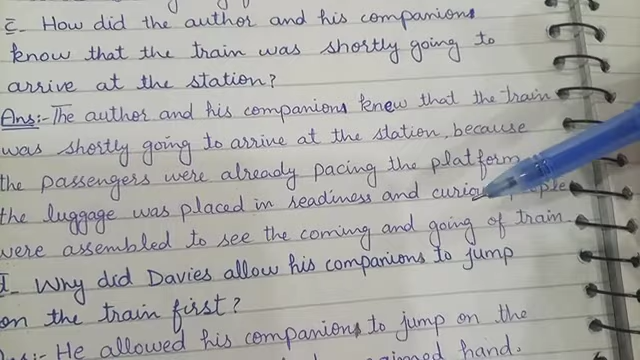 c- How did the author and his companions
know that the train was shortly going to
arrive at the station?
Ans:- The author and his companions knew that the train
was shortly going to arrive at the station, because
the passengers were already pacing the platform
the luggage was placed in readiness and curious people
were assembled to see the coming and going of train
d- Why did Davies allow his companions to jump
on the train first?
Ans:- He allowed his companions to jump on the
hand.